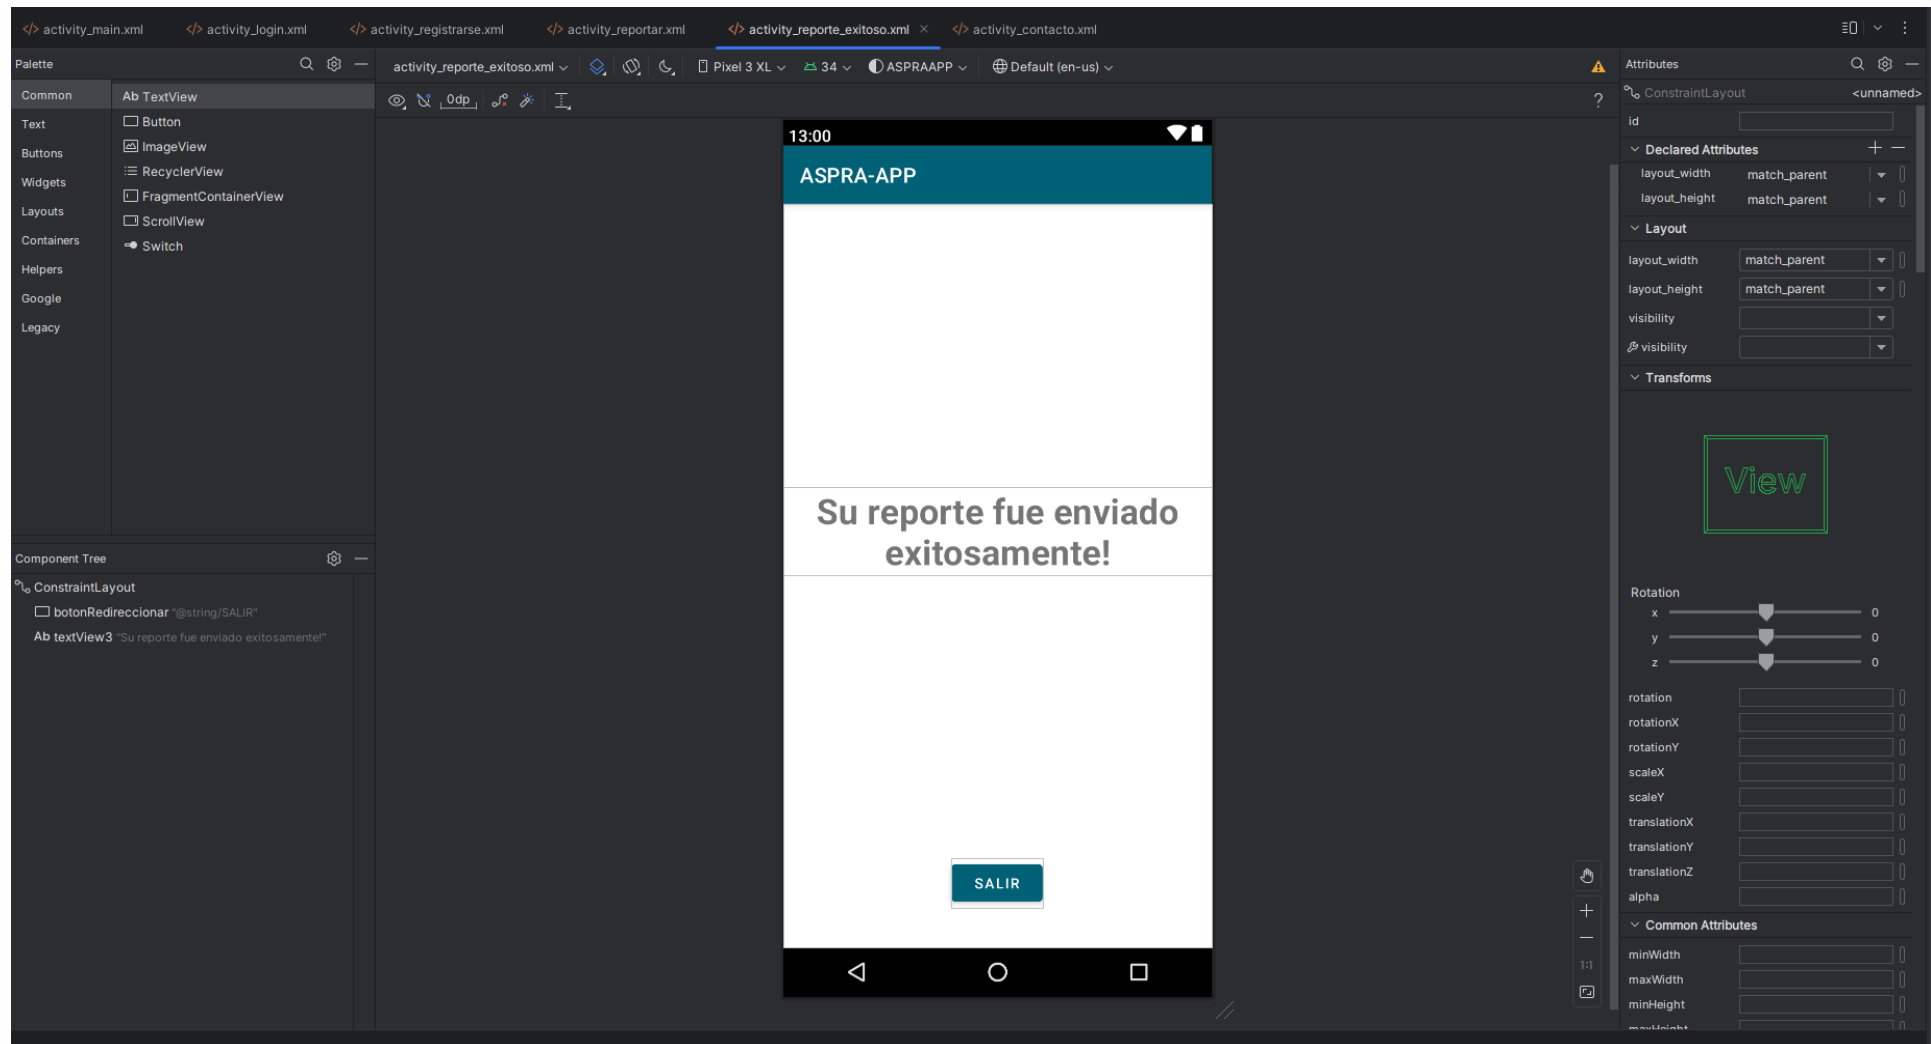 </> activity_main.xml
</> activity_login.xml
</> activity_registrarse.xml
</> activity_reportar.xml
</> activity_reporte_exitoso.xml
</> activity_contacto.xml
Palette
Common
Text
Buttons
Widgets
Layouts
Containers
Helpers
Google
Legacy
Ab TextView
Button
ImageView
RecyclerView
FragmentContainerView
ScrollView
Switch
Component Tree
ConstraintLayout
botonRedireccionar "@string/SALIR"
Ab textView3 "Su reporte fue enviado exitosamente!"
activity_reporte_exitoso.xml
Pixel 3 XL
34
ASPRAAPP
Default (en-us)
0dp
?
13:00
ASPRA-APP
Su reporte fue enviado
exitosamente!
SALIR
1:1
Attributes
ConstraintLayout <unnamed>
id
Declared Attributes
layout_width match_parent
layout_height match_parent
Layout
layout_width match_parent
layout_height match_parent
visibility
visibility
Transforms
View
Rotation
x 0
y 0
z 0
rotation
rotationX
rotationY
scaleX
scaleY
translationX
translationY
translationZ
alpha
Common Attributes
minWidth
maxWidth
minHeight
maxHeight